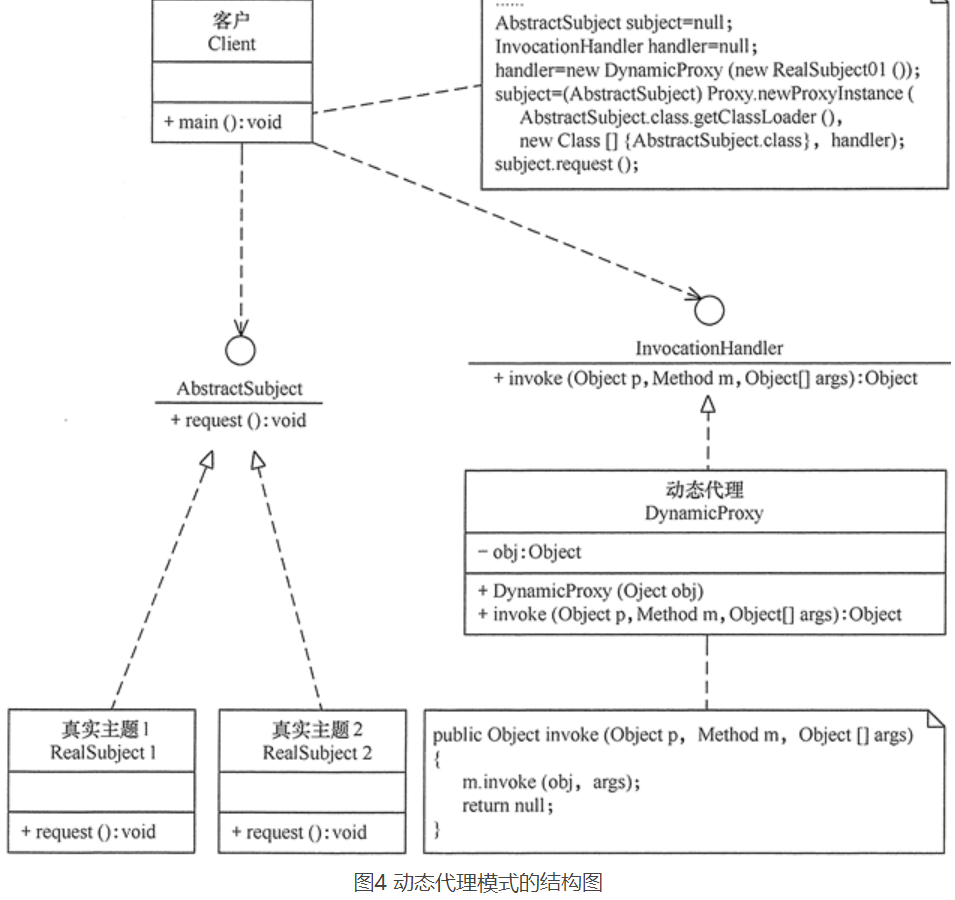 客户
Client
+ main ():void
......
AbstractSubject subject=null;
InvocationHandler handler=null;
handler=new DynamicProxy (new RealSubject01 ());
subject=(AbstractSubject) Proxy.newProxyInstance (
AbstractSubject.class.getClassLoader (),
new Class [] {AbstractSubject.class}, handler);
subject.request ();
AbstractSubject
+ request ():void
InvocationHandler
+ invoke (Object p,Method m,Object[] args):Object
动态代理
DynamicProxy
− obj:Object
+ DynamicProxy (Oject obj)
+ invoke (Object p,Method m,Object[] args):Object
真实主题1
RealSubject 1
+ request ():void
真实主题2
RealSubject 2
+ request ():void
public Object invoke (Object p, Method m, Object [] args)
{
m.invoke (obj, args);
return null;
}
图4 动态代理模式的结构图